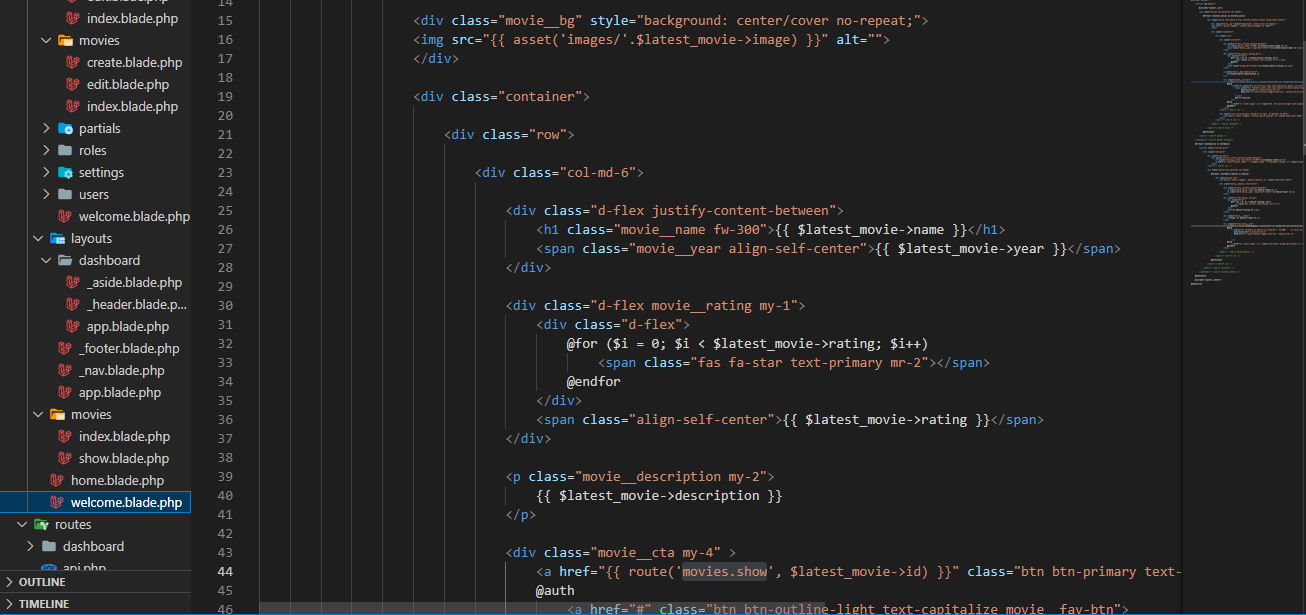 edit.blade.php
index.blade.php
movies
create.blade.php
edit.blade.php
index.blade.php
partials
roles
settings
users
welcome.blade.php
layouts
dashboard
_aside.blade.php
_header.blade.p...
app.blade.php
_footer.blade.php
_nav.blade.php
app.blade.php
movies
index.blade.php
show.blade.php
home.blade.php
welcome.blade.php
routes
dashboard
api.php
OUTLINE
TIMELINE
14
15 <div class="movie__bg" style="background: center/cover no-repeat;">
16 <img src="{{ asset('images/'.$latest_movie->image) }}" alt="">
17 </div>
18
19 <div class="container">
20
21 <div class="row">
22
23 <div class="col-md-6">
24
25 <div class="d-flex justify-content-between">
26 <h1 class="movie__name fw-300">{{ $latest_movie->name }}</h1>
27 <span class="movie__year align-self-center">{{ $latest_movie->year }}</span>
28 </div>
29
30 <div class="d-flex movie__rating my-1">
31 <div class="d-flex">
32 @for ($i = 0; $i < $latest_movie->rating; $i++)
33 <span class="fas fa-star text-primary mr-2"></span>
34 @endfor
35 </div>
36 <span class="align-self-center">{{ $latest_movie->rating }}</span>
37 </div>
38
39 <p class="movie__description my-2">
40 {{ $latest_movie->description }}
41 </p>
42
43 <div class="movie__cta my-4" >
44 <a href="{{ route('movies.show', $latest_movie->id) }}" class="btn btn-primary text-
45 @auth
46 <a href="#" class="btn btn-outline-light text-capitalize movie__fav-btn">